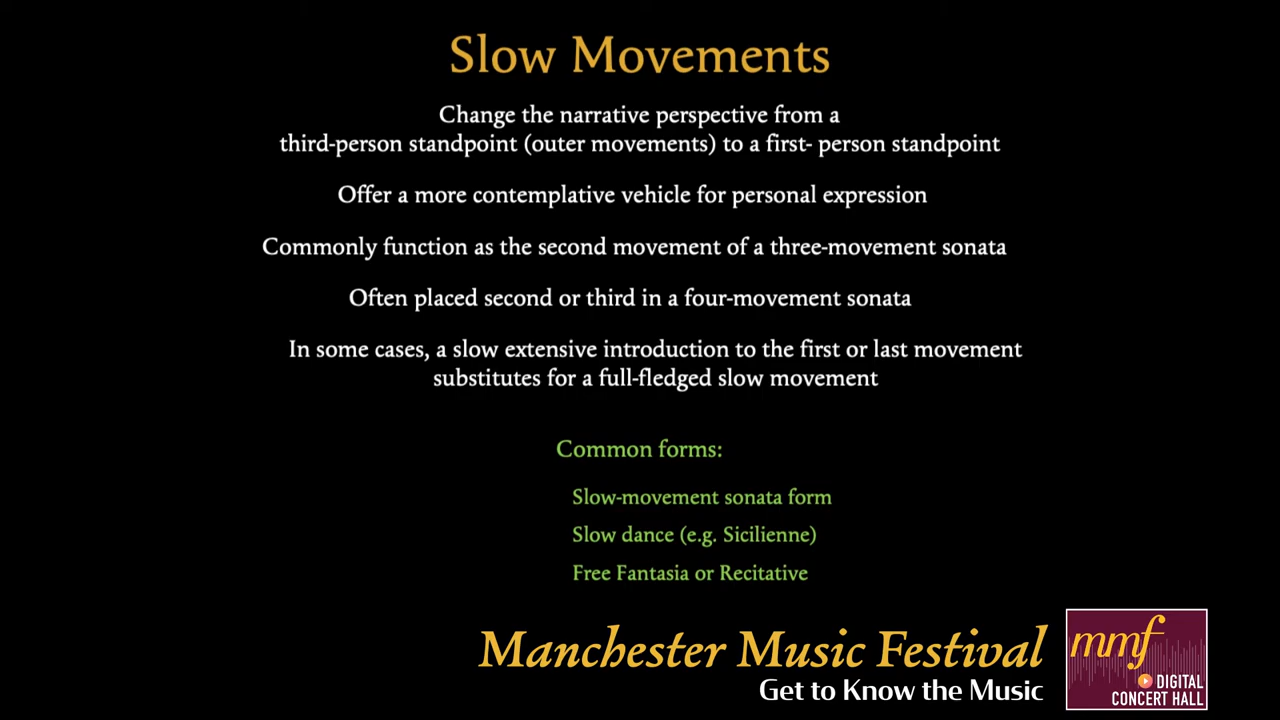 Slow Movements
Change the narrative perspective from a
third-person standpoint (outer movements) to a first- person standpoint
Offer a more contemplative vehicle for personal expression
Commonly function as the second movement of a three-movement sonata
Often placed second or third in a four-movement sonata
In some cases, a slow extensive introduction to the first or last movement
substitutes for a full-fledged slow movement
Common forms:
Slow-movement sonata form
Slow dance (e.g. Sicilienne)
Free Fantasia or Recitative
Manchester Music Festival
Get to Know the Music
mmf
DIGITAL
CONCERT HALL